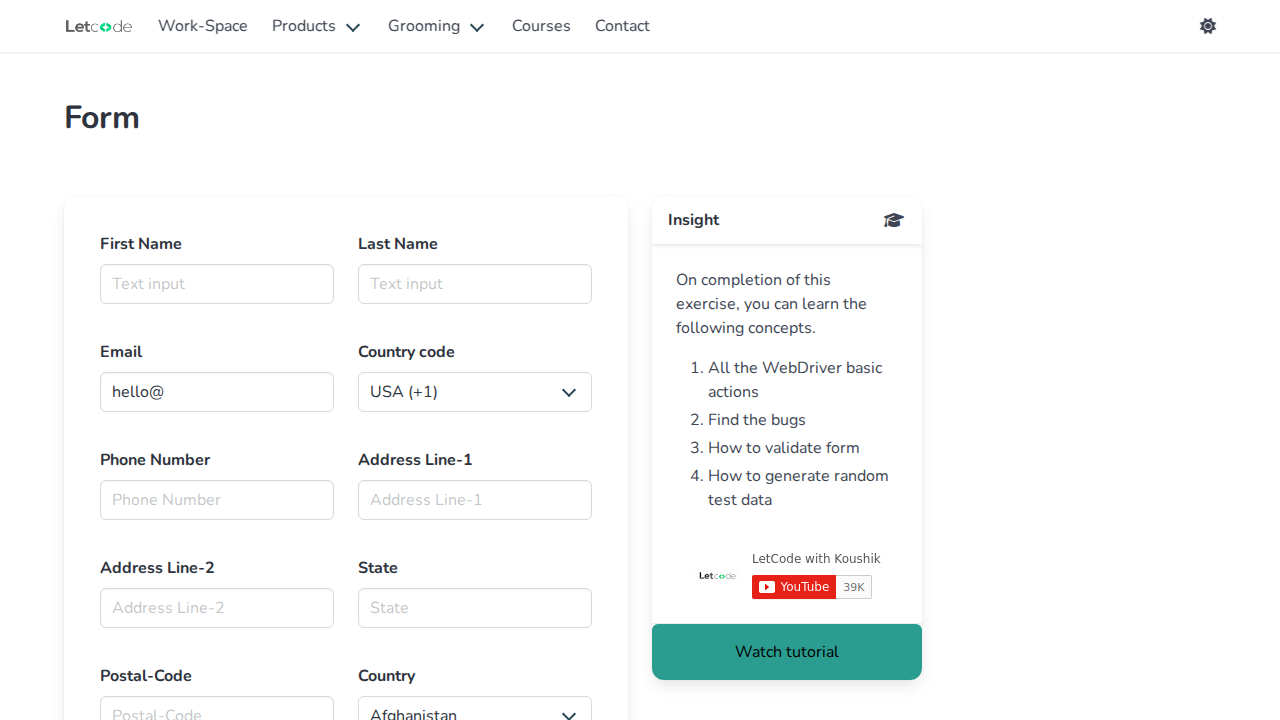 Letcode Work-Space Products Grooming Courses Contact
Form
First Name Last Name
Text input Text input
Email Country code
hello@ USA (+1)
Phone Number Address Line-1
Phone Number Address Line-1
Address Line-2 State
Address Line-2 State
Postal-Code Country
Postal-Code Afghanistan
Insight
On completion of this
exercise, you can learn the
following concepts.
1. All the WebDriver basic
actions
2. Find the bugs
3. How to validate form
4. How to generate random
test data
Letcode
LetCode with Koushik
YouTube 39K
Watch tutorial